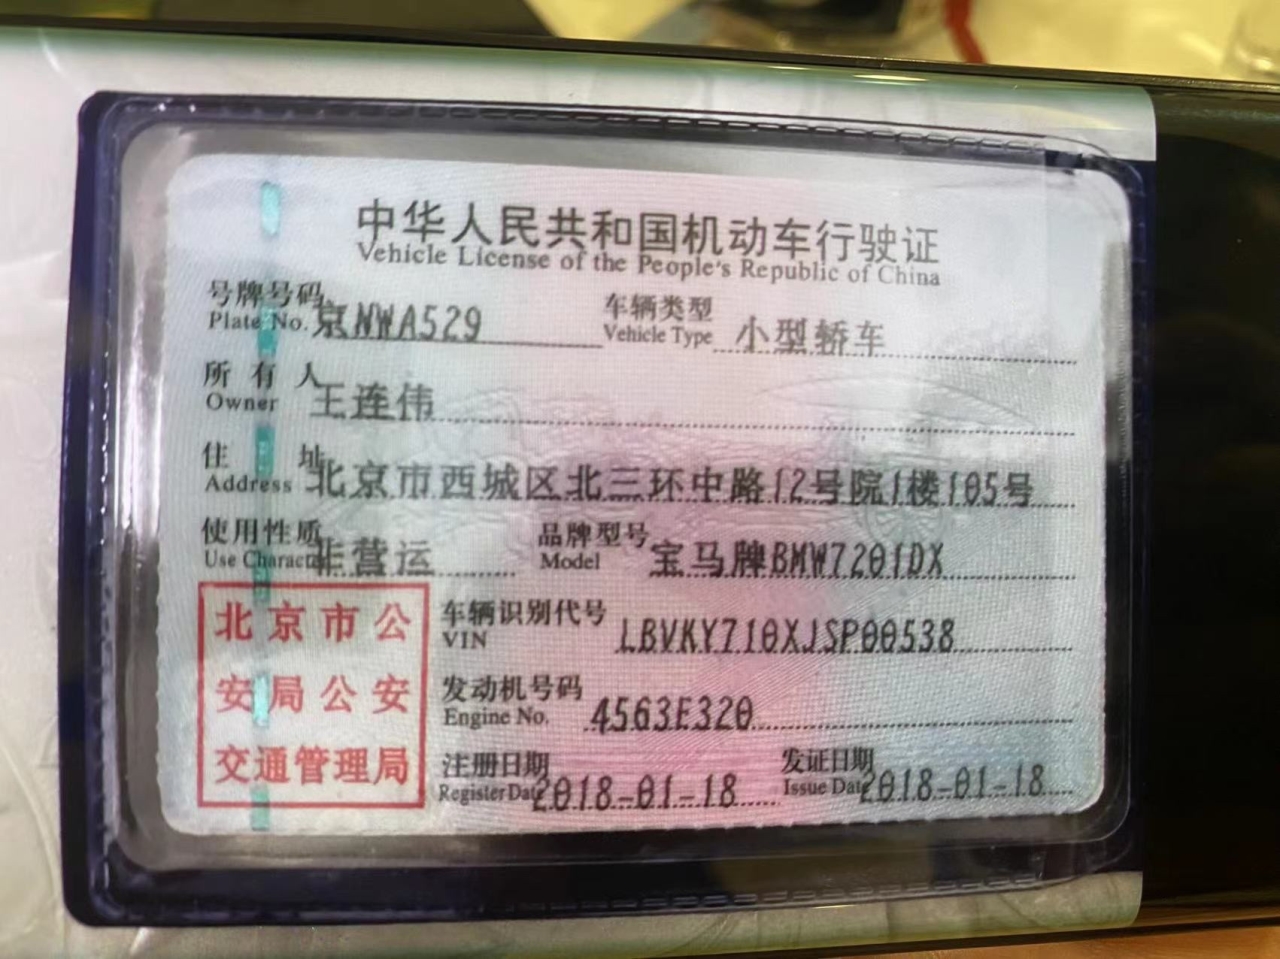 中华人民共和国机动车行驶证
Vehicle License of the People's Republic of China
号牌号码 京NWA529 车辆类型 小型轿车
Plate No. Vehicle Type
所有人 王连伟
Owner
住址 北京市西城区北三环中路12号院1楼105号
Address
使用性质 非营运 品牌型号 宝马牌BMW7201DX
Use Character Model
北京市公
安局公安
交通管理局
车辆识别代号 LBVKY710XJSP00538
VIN
发动机号码 4563E320
Engine No.
注册日期 2018-01-18 发证日期 2018-01-18
Register Date Issue Date